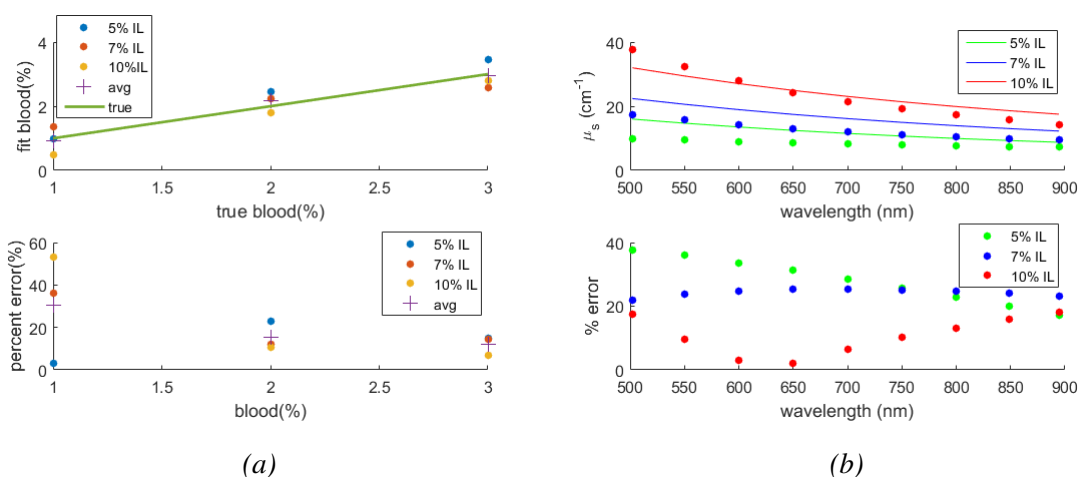 5% IL
7% IL
10%IL
avg
true
fit blood(%)
4
2
0
1
1.5
2
2.5
3
true blood(%)
percent error(%)
60
40
20
0
5% IL
7% IL
10% IL
avg
1
1.5
2
2.5
3
blood(%)
(a)
μs (cm-1)
40
20
0
5% IL
7% IL
10% IL
500
550
600
650
700
750
800
850
900
wavelength (nm)
% error
40
20
0
5% IL
7% IL
10% IL
500
550
600
650
700
750
800
850
900
wavelength (nm)
(b)